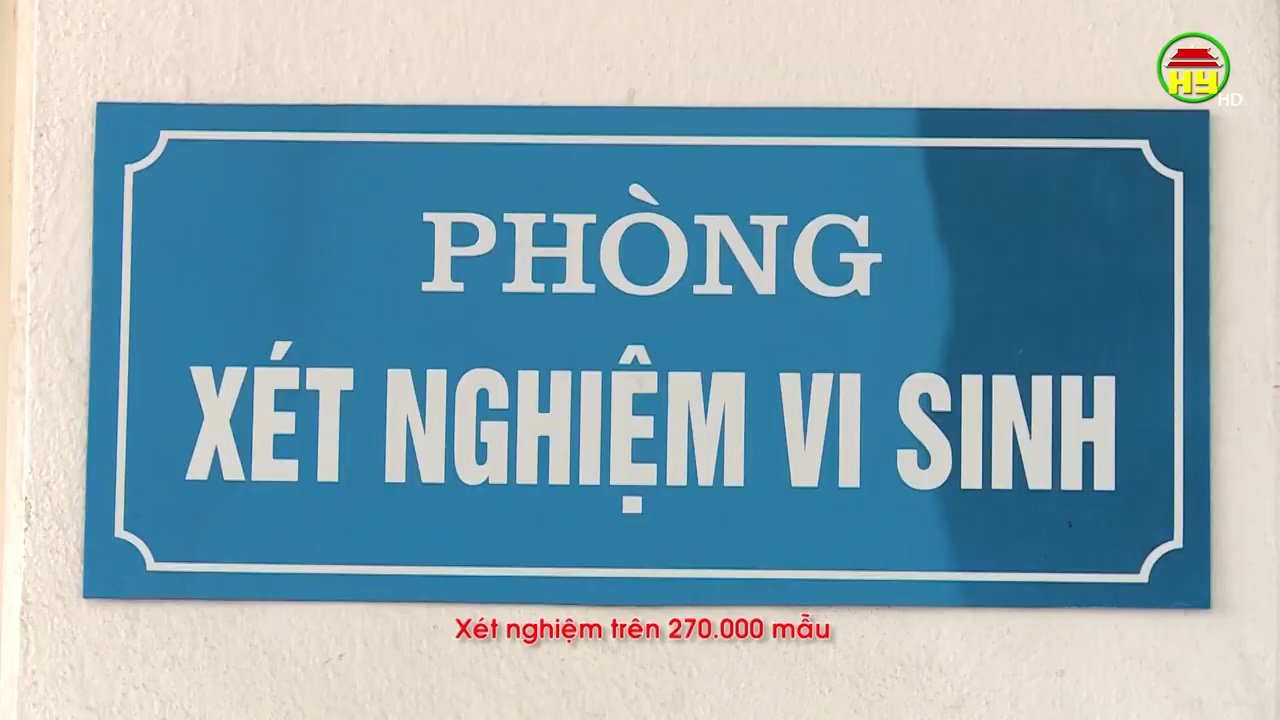 HY
HD
PHÒNG
XÉT NGHIỆM VI SINH
Xét nghiệm trên 270.000 mẫu